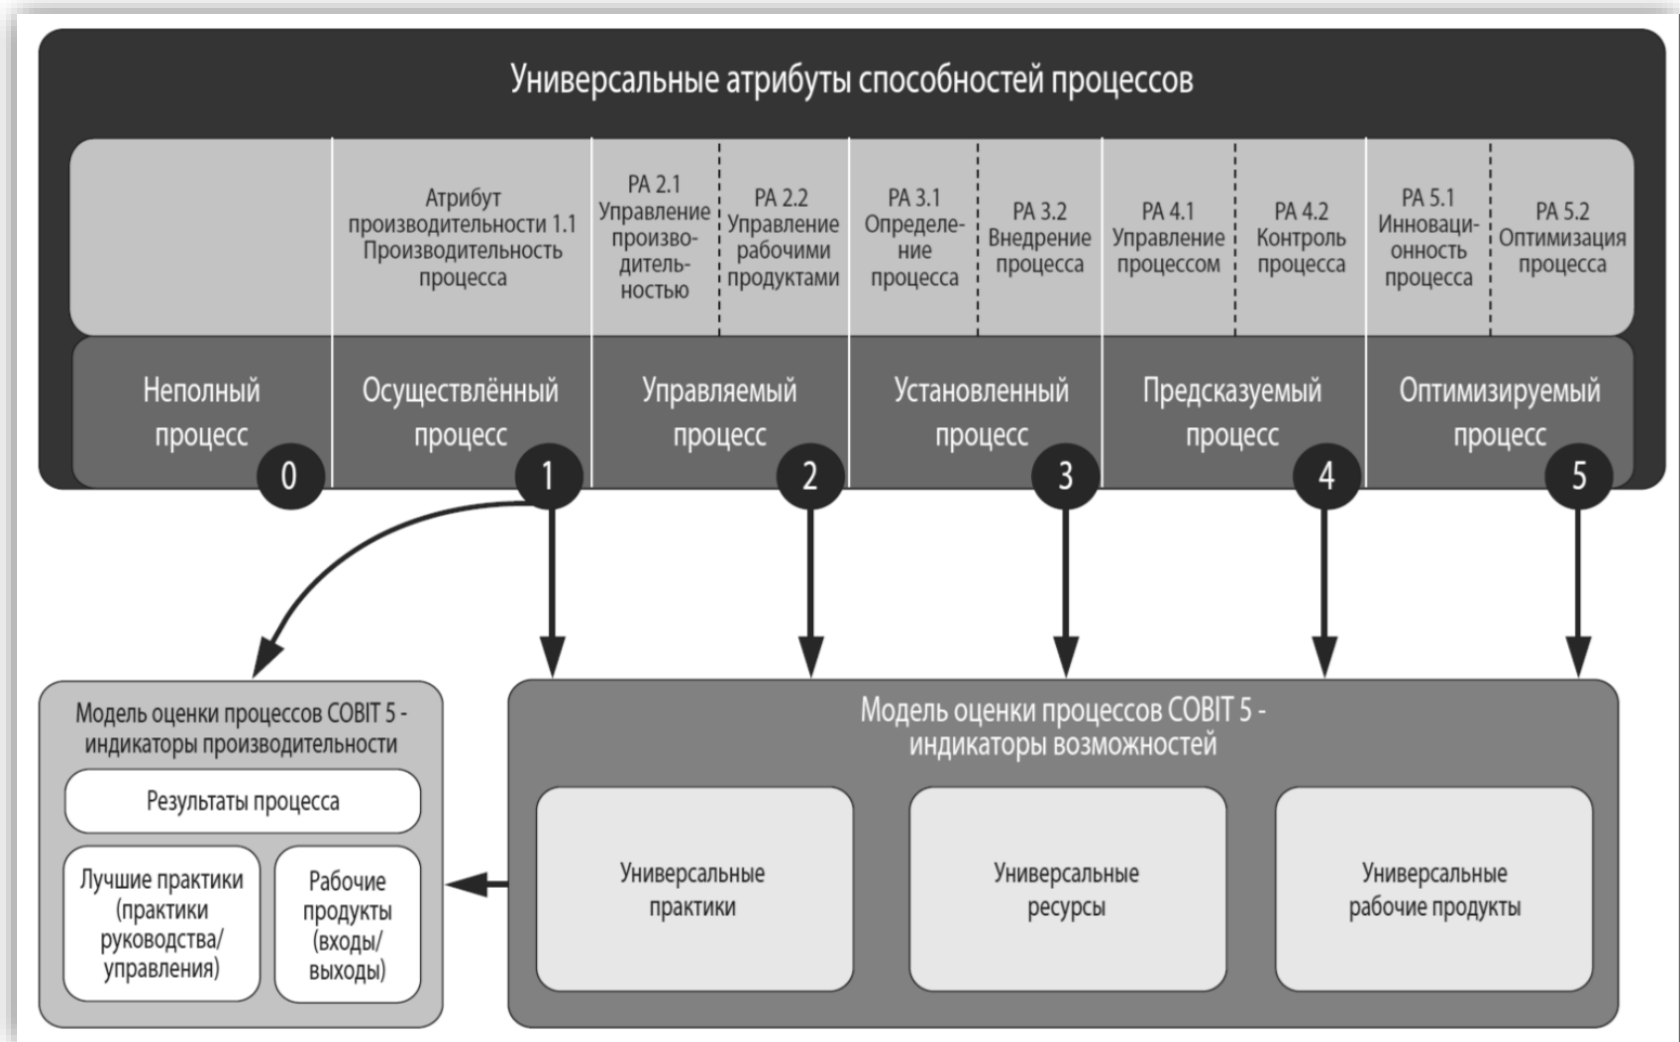 Универсальные атрибуты способностей процессов
Атрибут
производительности 1.1
Производительность
процесса
PA 2.1
Управление
произво-
дитель-
ностью
PA 2.2
Управление
рабочими
продуктами
PA 3.1
Определе-
ние
процесса
PA 3.2
Внедрение
процесса
PA 4.1
Управление
процессом
PA 4.2
Контроль
процесса
PA 5.1
Инноваци-
онность
процесса
PA 5.2
Оптимизация
процесса
Неполный
процесс
0
Осуществлённый
процесс
1
Управляемый
процесс
2
Установленный
процесс
3
Предсказуемый
процесс
4
Оптимизируемый
процесс
5
Модель оценки процессов COBIT 5 -
индикаторы производительности
Результаты процесса
Лучшие практики
(практики
руководства/
управления)
Рабочие
продукты
(входы/
выходы)
Модель оценки процессов COBIT 5 -
индикаторы возможностей
Универсальные
практики
Универсальные
ресурсы
Универсальные
рабочие продукты